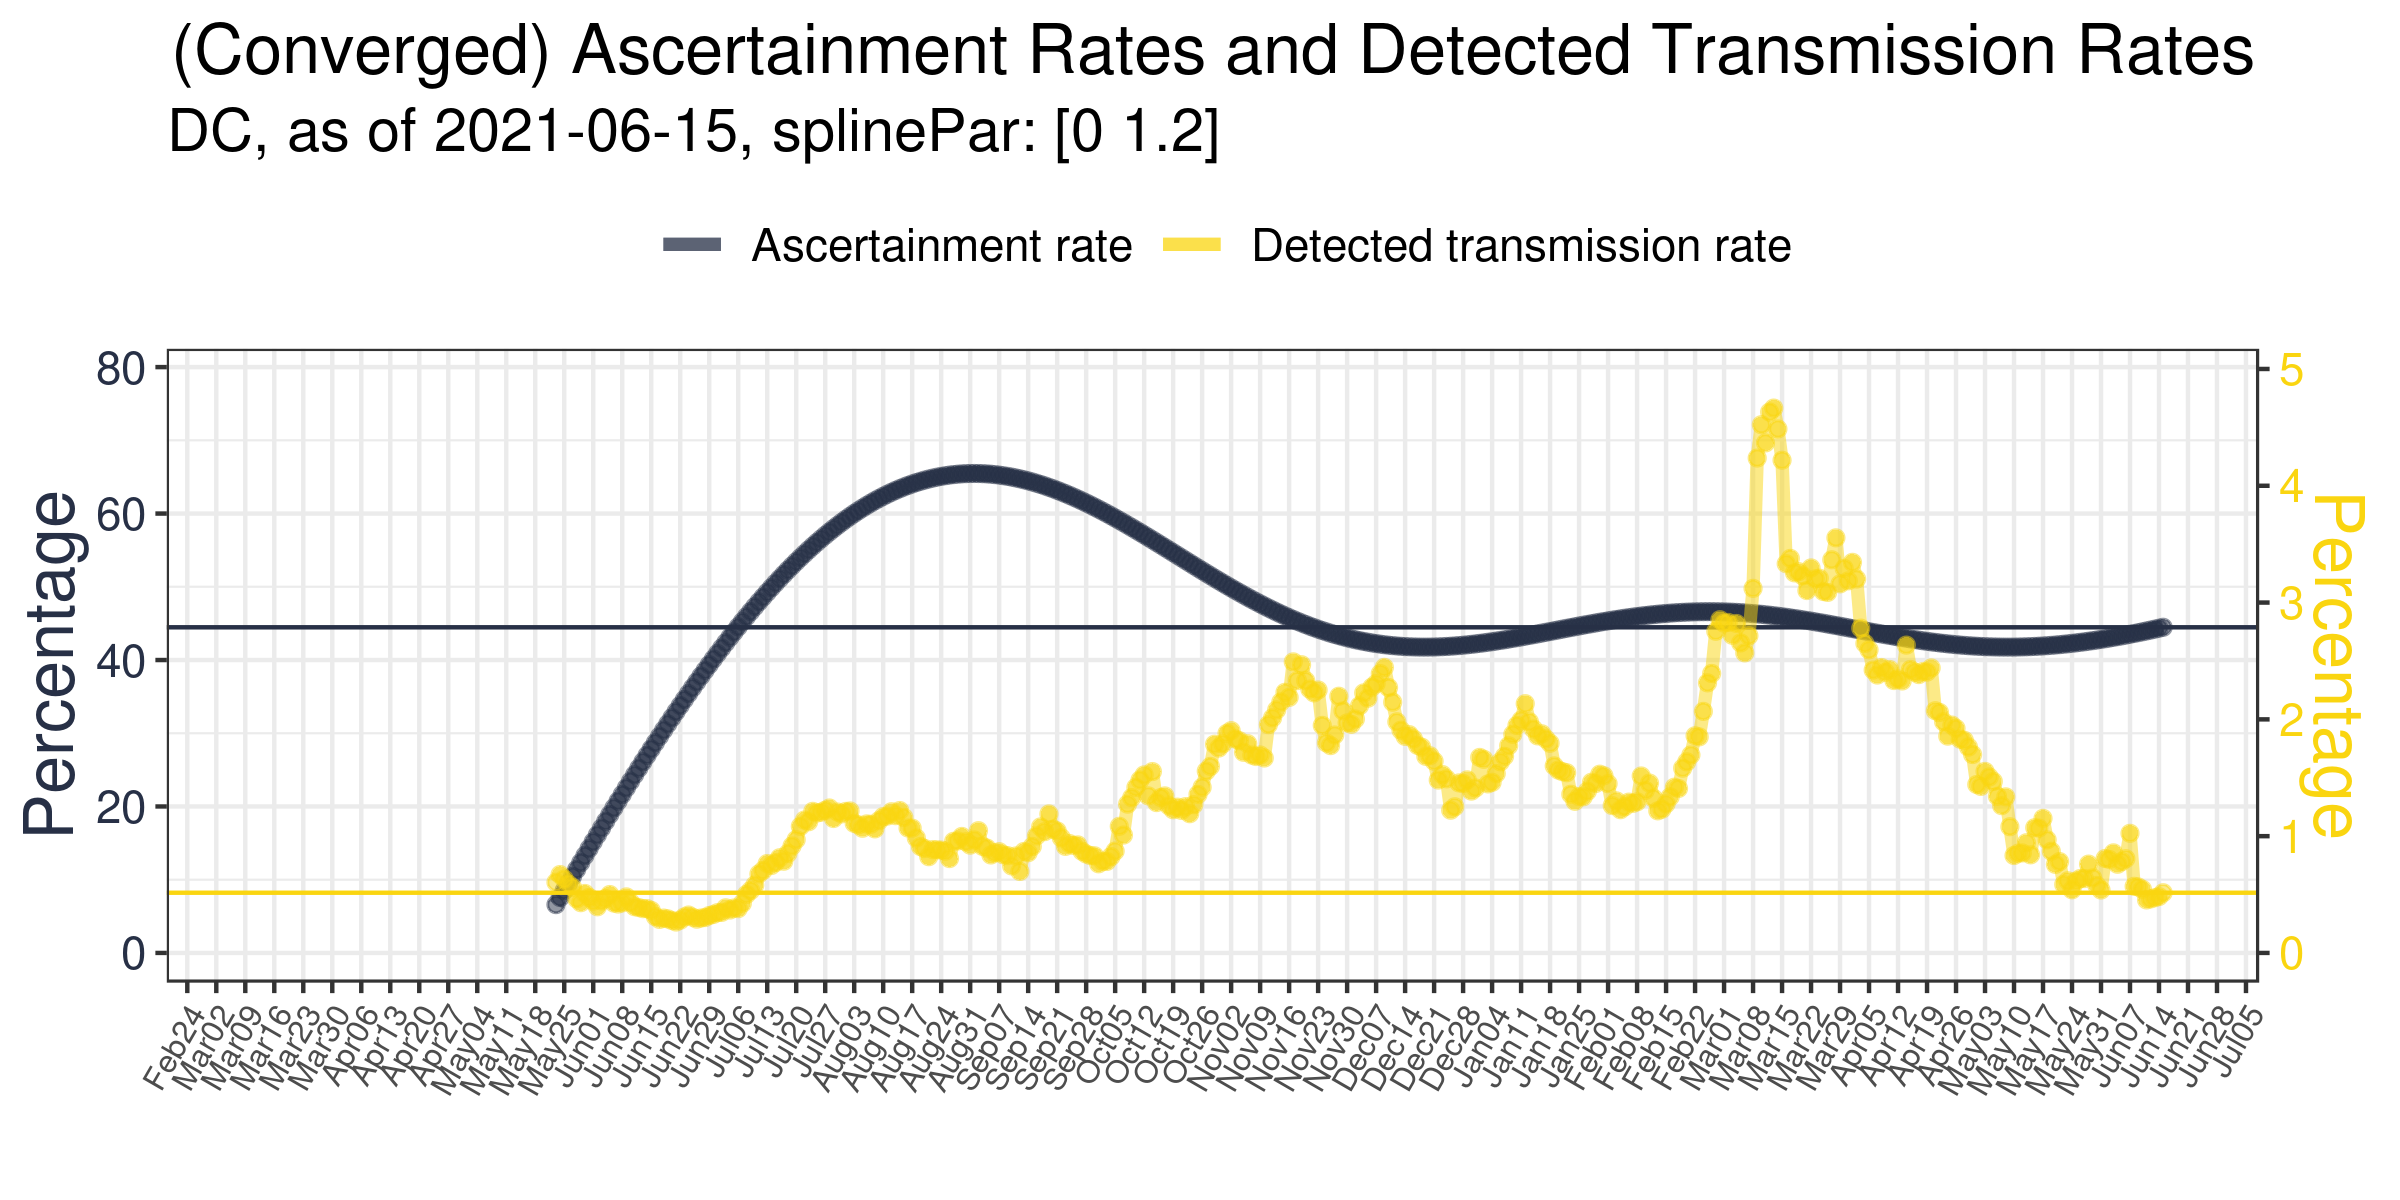 (Converged) Ascertainment Rates and Detected Transmission Rates
DC, as of 2021-06-15, splinePar: [0 1.2]
Ascertainment rate
Detected transmission rate
Percentage
80
60
40
20
0
5
4
3
2
1
0
Percentage
Feb24
Mar02
Mar09
Mar16
Mar23
Mar30
Apr06
Apr13
Apr20
Apr27
May04
May11
May18
May25
Jun01
Jun08
Jun15
Jun22
Jun29
Jul06
Jul13
Jul20
Jul27
Aug03
Aug10
Aug17
Aug24
Aug31
Sep07
Sep14
Sep21
Sep28
Oct05
Oct12
Oct19
Oct26
Nov02
Nov09
Nov16
Nov23
Nov30
Dec07
Dec14
Dec21
Dec28
Jan04
Jan11
Jan18
Jan25
Feb01
Feb08
Feb15
Feb22
Mar01
Mar08
Mar15
Mar22
Mar29
Apr05
Apr12
Apr19
Apr26
May03
May10
May17
May24
May31
Jun07
Jun14
Jun21
Jun28
Jul05